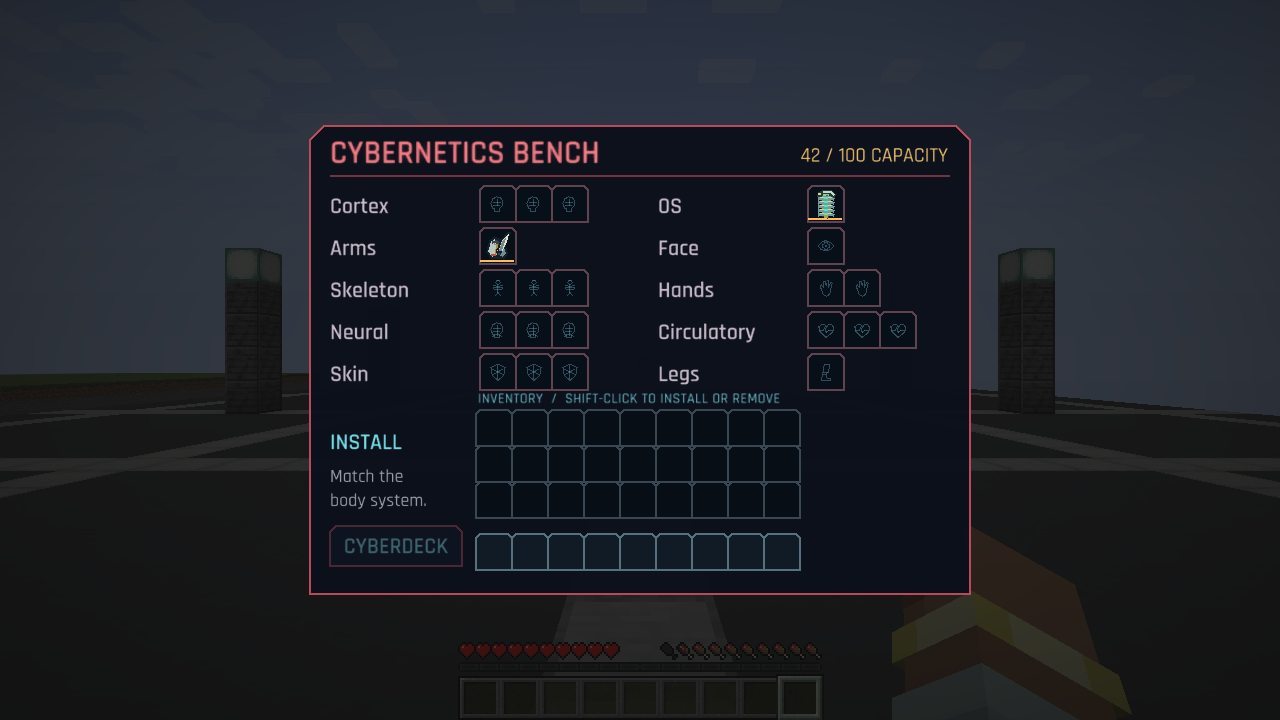 CYBERNETICS BENCH
42 / 100 CAPACITY
Cortex
OS
Arms
Face
Skeleton
Hands
Neural
Circulatory
Skin
Legs
INVENTORY / SHIFT-CLICK TO INSTALL OR REMOVE
INSTALL
Match the
body system.
CYBERDECK